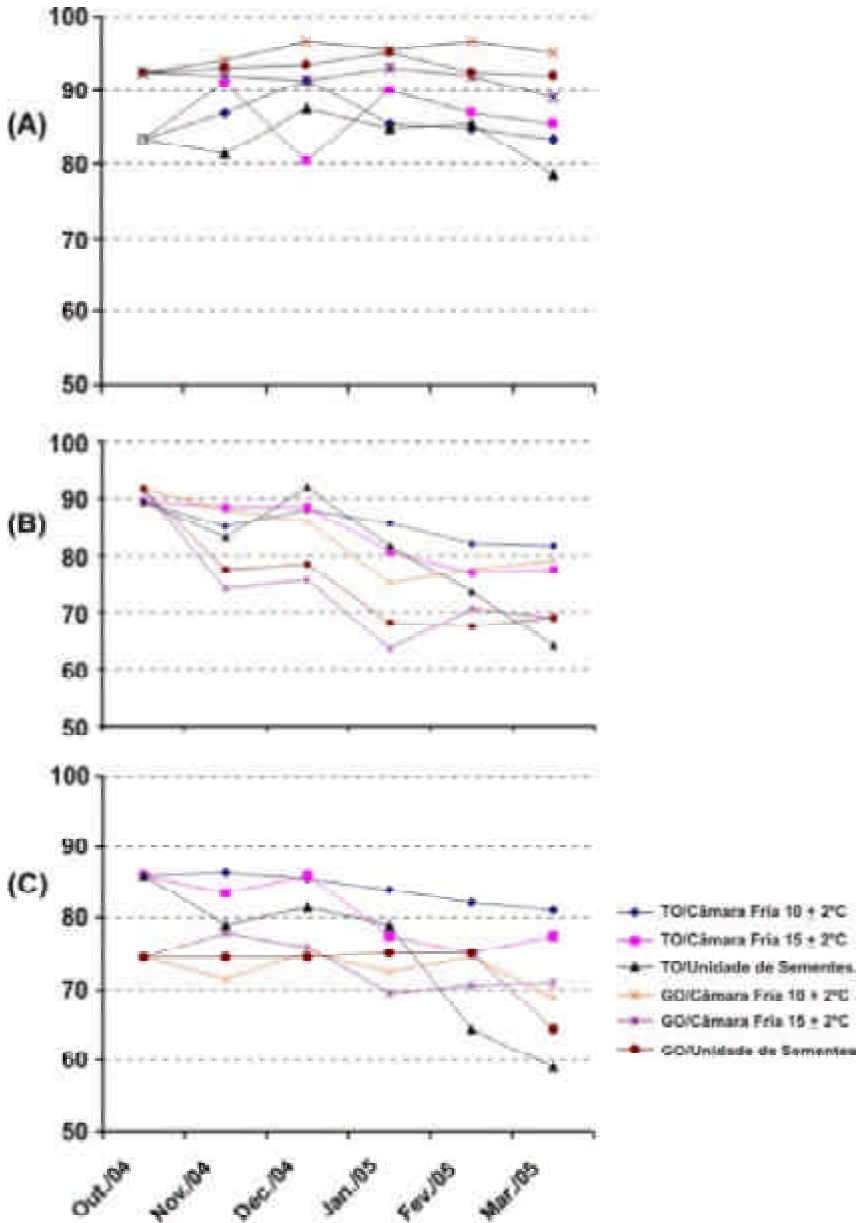 (A)
100
90
80
70
60
50
(B)
100
90
80
70
60
50
(C)
100
90
80
70
60
50
Out./04
Nov./04
Dec./04
Jan./05
Fev./05
Mar./05
TO/Câmara Fria 10 ± 2ºC
TO/Câmara Fria 15 ± 2ºC
TO/Unidade de Sementes.
GO/Câmara Fria 10 ± 2ºC
GO/Câmara Fria 15 ± 2ºC
GO/Unidade de Sementes